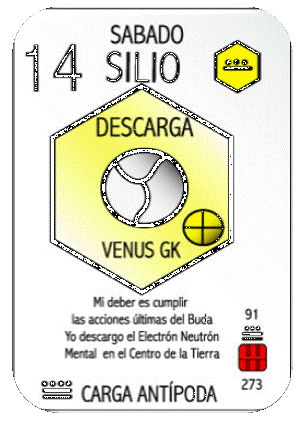 SABADO
14 SILIO
DESCARGA
VENUS GK
Mi deber es cumplir
las acciones últimas del Buda
Yo descargo el Electrón Neutrón
Mental en el Centro de la Tierra
91
273
CARGA ANTÍPODA